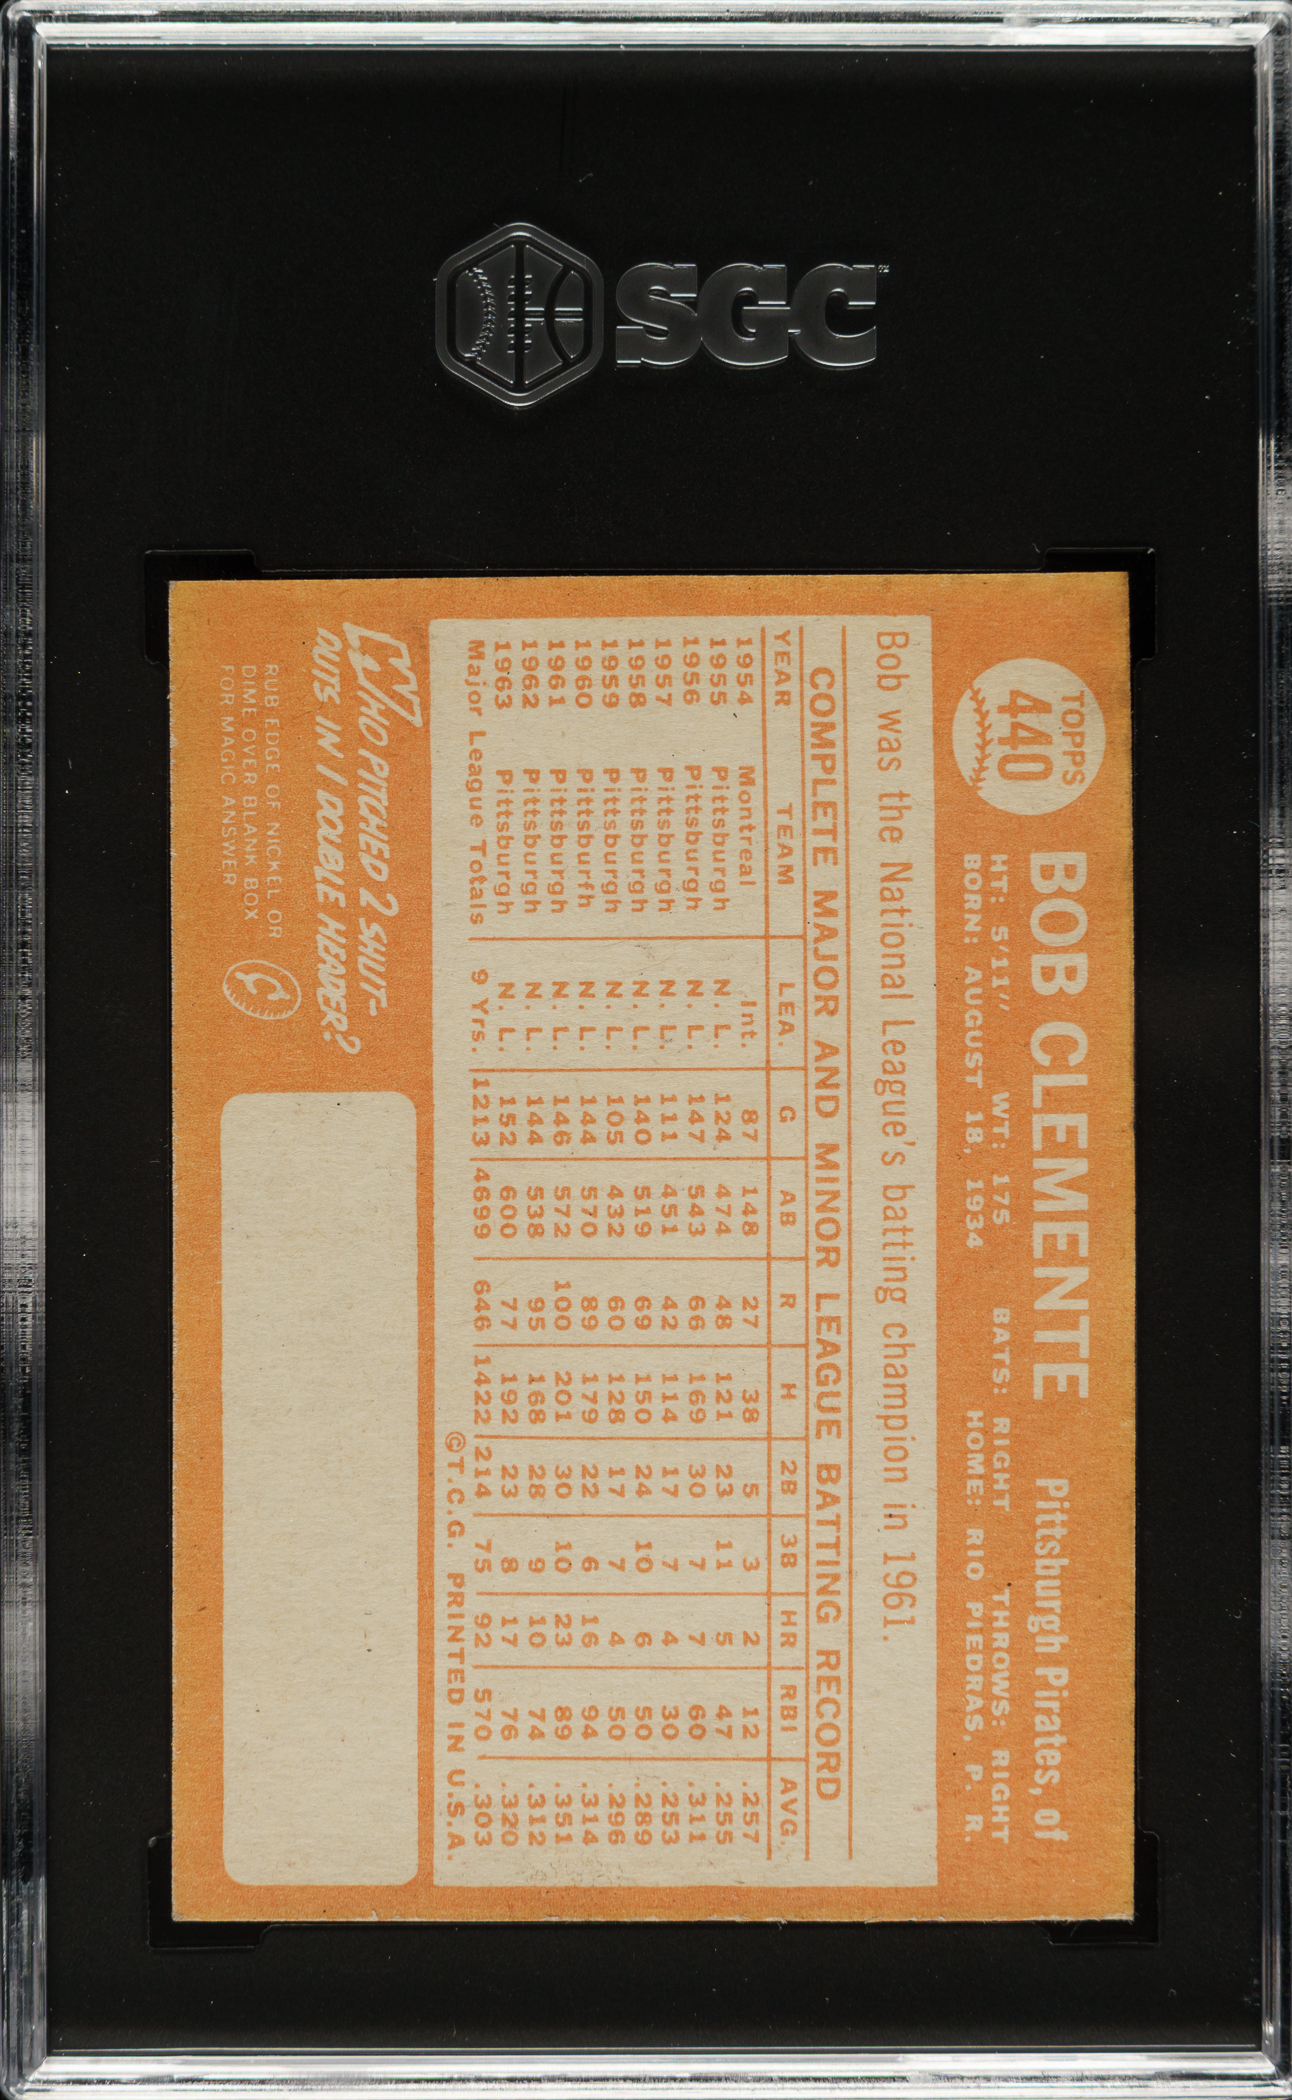 SGC
TOPPS
440
BOB CLEMENTE Pittsburgh Pirates, of
HT: 5'11" WT: 175 BATS: RIGHT THROWS: RIGHT
BORN: AUGUST 18, 1934 HOME: RIO PIEDRAS, P. R.
Bob was the National League's batting champion in 1961.
COMPLETE MAJOR AND MINOR LEAGUE BATTING RECORD
YEAR TEAM LEA. G AB R H 2B 3B HR RBI AVG.
1954 Montreal Int. 87 148 27 38 5 3 2 12 .257
1955 Pittsburgh N. L. 124 474 48 121 23 11 5 47 .255
1956 Pittsburgh N. L. 147 543 66 169 30 7 7 60 .311
1957 Pittsburgh N. L. 111 451 42 114 17 7 4 30 .253
1958 Pittsburgh N. L. 140 519 69 150 24 10 6 50 .289
1959 Pittsburgh N. L. 105 432 60 128 17 7 4 50 .296
1960 Pittsburfh N. L. 144 570 89 179 22 6 16 94 .314
1961 Pittsburgh N. L. 146 572 100 201 30 10 23 89 .351
1962 Pittsburgh N. L. 144 538 95 168 28 9 10 74 .312
1963 Pittsburgh N. L. 152 600 77 192 23 8 17 76 .320
Major League Totals 9 Yrs. 1213 4699 646 1422 214 75 92 570 .303
©T.C.G. PRINTED IN U.S.A.
WHO PITCHED 2 SHUT-
OUTS IN 1 DOUBLE HEADER?
RUB EDGE OF NICKEL OR
DIME OVER BLANK BOX
FOR MAGIC ANSWER